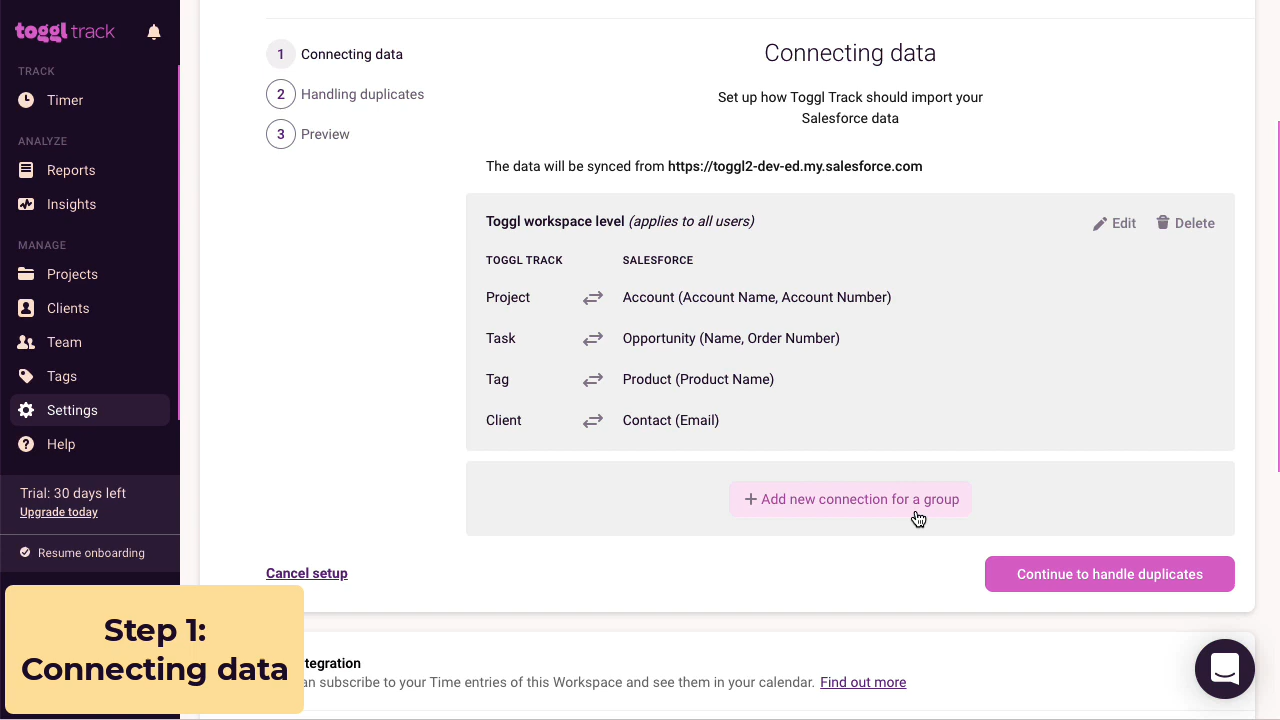 toggl track
TRACK
Timer
ANALYZE
Reports
Insights
MANAGE
Projects
Clients
Team
Tags
Settings
Help
Trial: 30 days left
Upgrade today
Resume onboarding
1 Connecting data
2 Handling duplicates
3 Preview
Connecting data
Set up how Toggl Track should import your
Salesforce data
The data will be synced from https://toggl2-dev-ed.my.salesforce.com
Toggl workspace level (applies to all users)
Edit
Delete
TOGGL TRACK SALESFORCE
Project Account (Account Name, Account Number)
Task Opportunity (Name, Order Number)
Tag Product (Product Name)
Client Contact (Email)
+ Add new connection for a group
Cancel setup
Continue to handle duplicates
Step 1:
Connecting data
tegration
an subscribe to your Time entries of this Workspace and see them in your calendar. Find out more